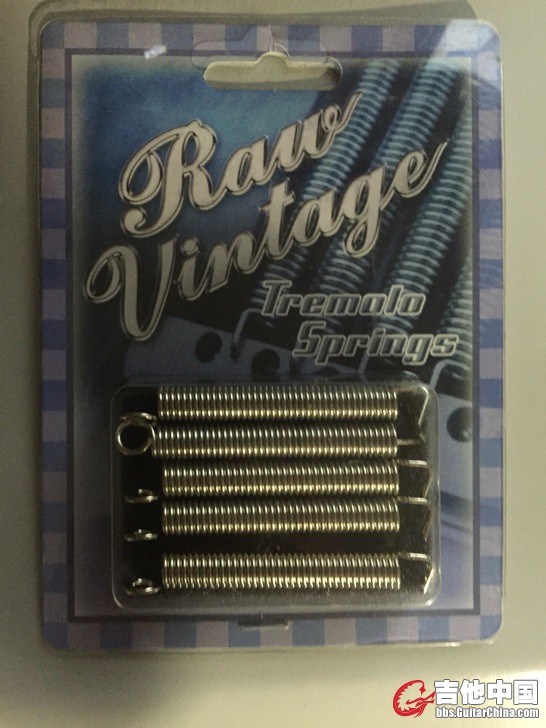 Raw
Vintage
Tremolo
Springs
吉他中国
bbs.GuitarChina.com